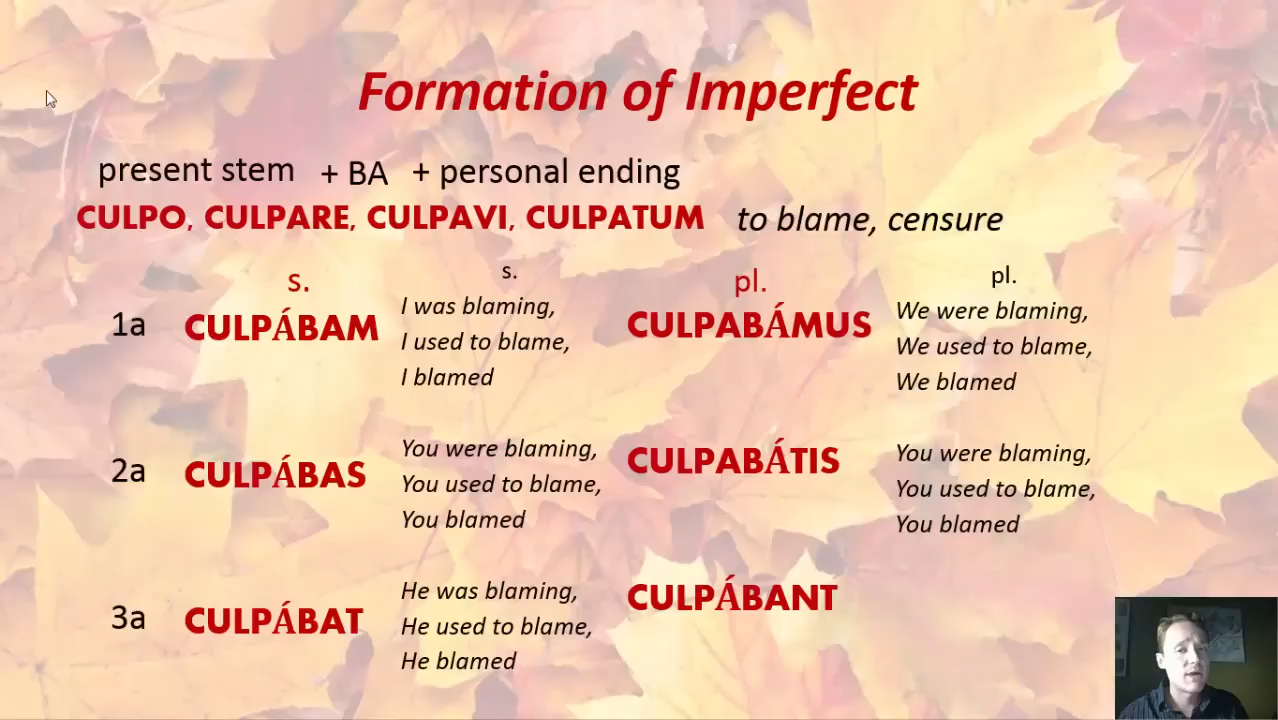 Formation of Imperfect
present stem + BA + personal ending
CULPO, CULPARE, CULPAVI, CULPATUM to blame, censure
s. s. pl. pl.
1a CULPÁBAM
I was blaming,
I used to blame,
I blamed
CULPABÁMUS
We were blaming,
We used to blame,
We blamed
2a CULPÁBAS
You were blaming,
You used to blame,
You blamed
CULPABÁTIS
You were blaming,
You used to blame,
You blamed
3a CULPÁBAT
He was blaming,
He used to blame,
He blamed
CULPÁBANT